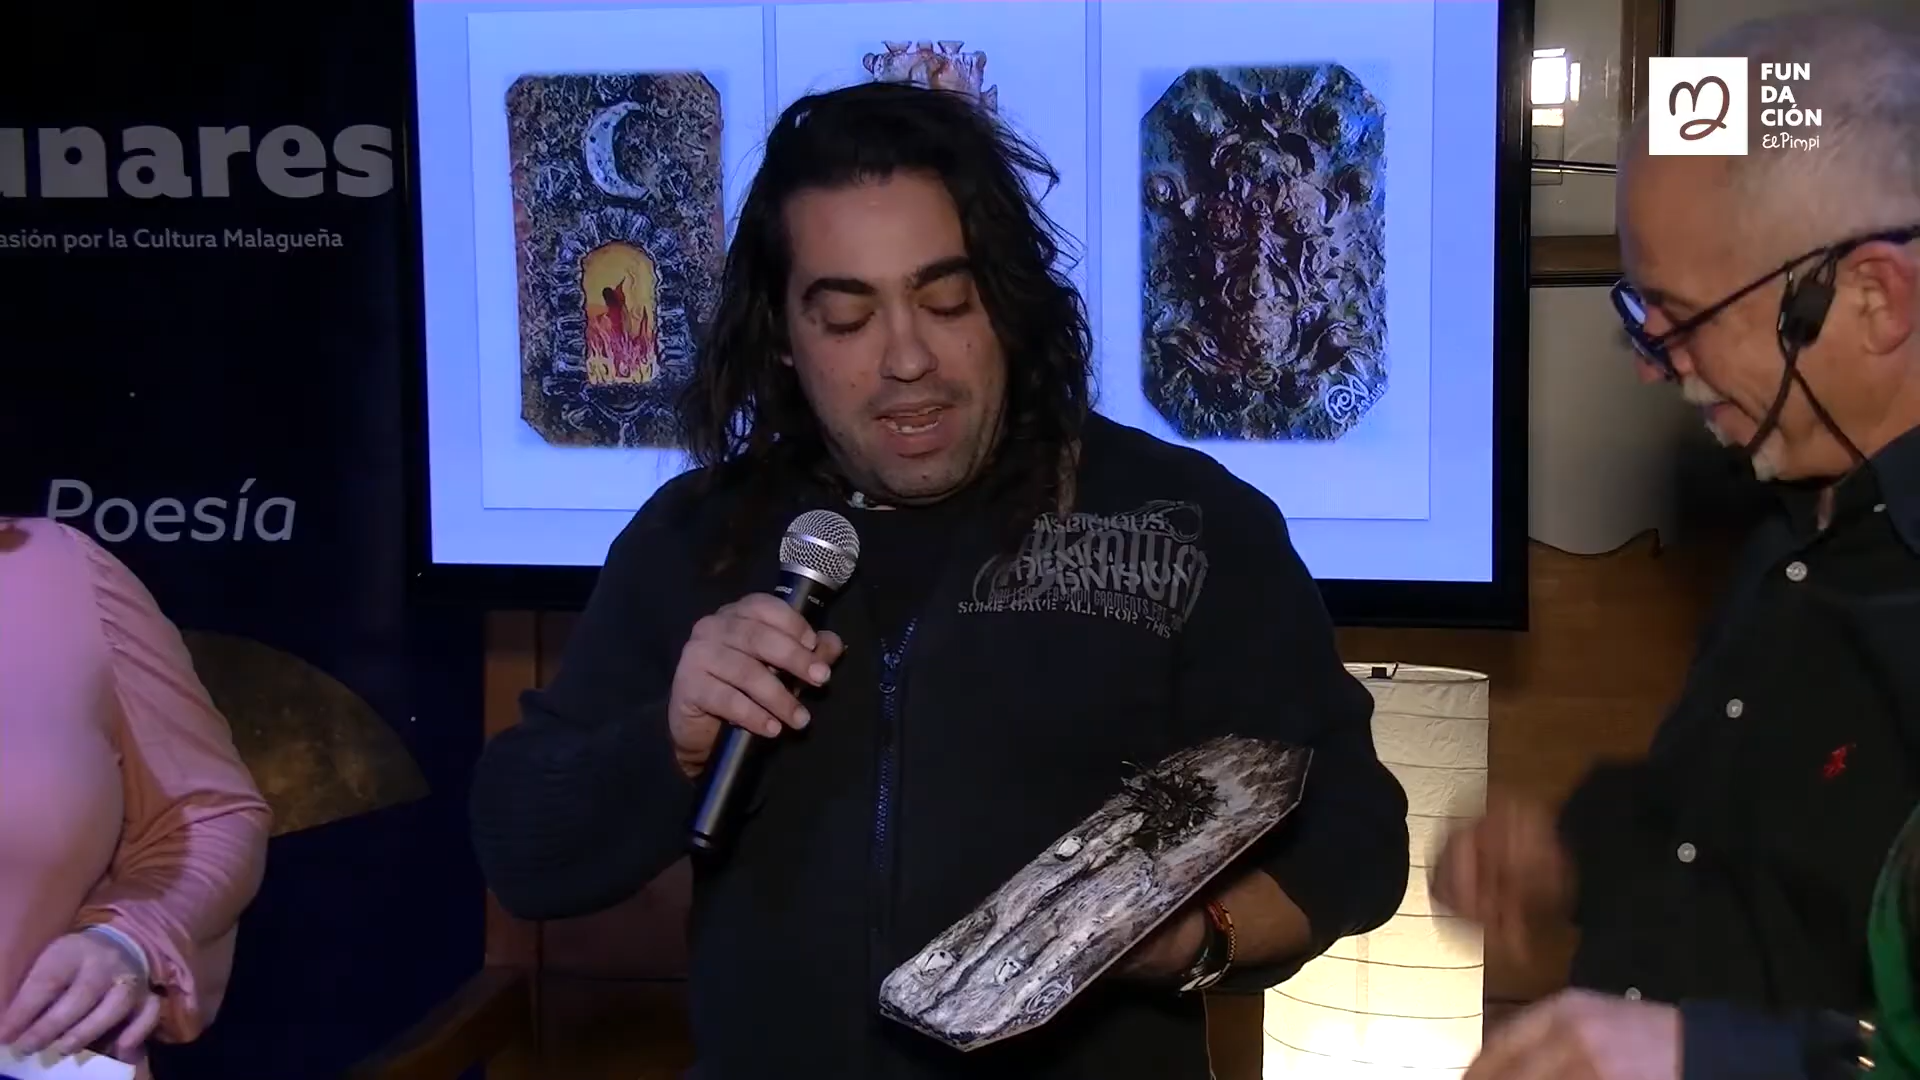 unares
asión por la Cultura Malagueña
Poesía
FUN
DA
CIÓN
El Pimpi
SOME GAVE ALL FOR THIS